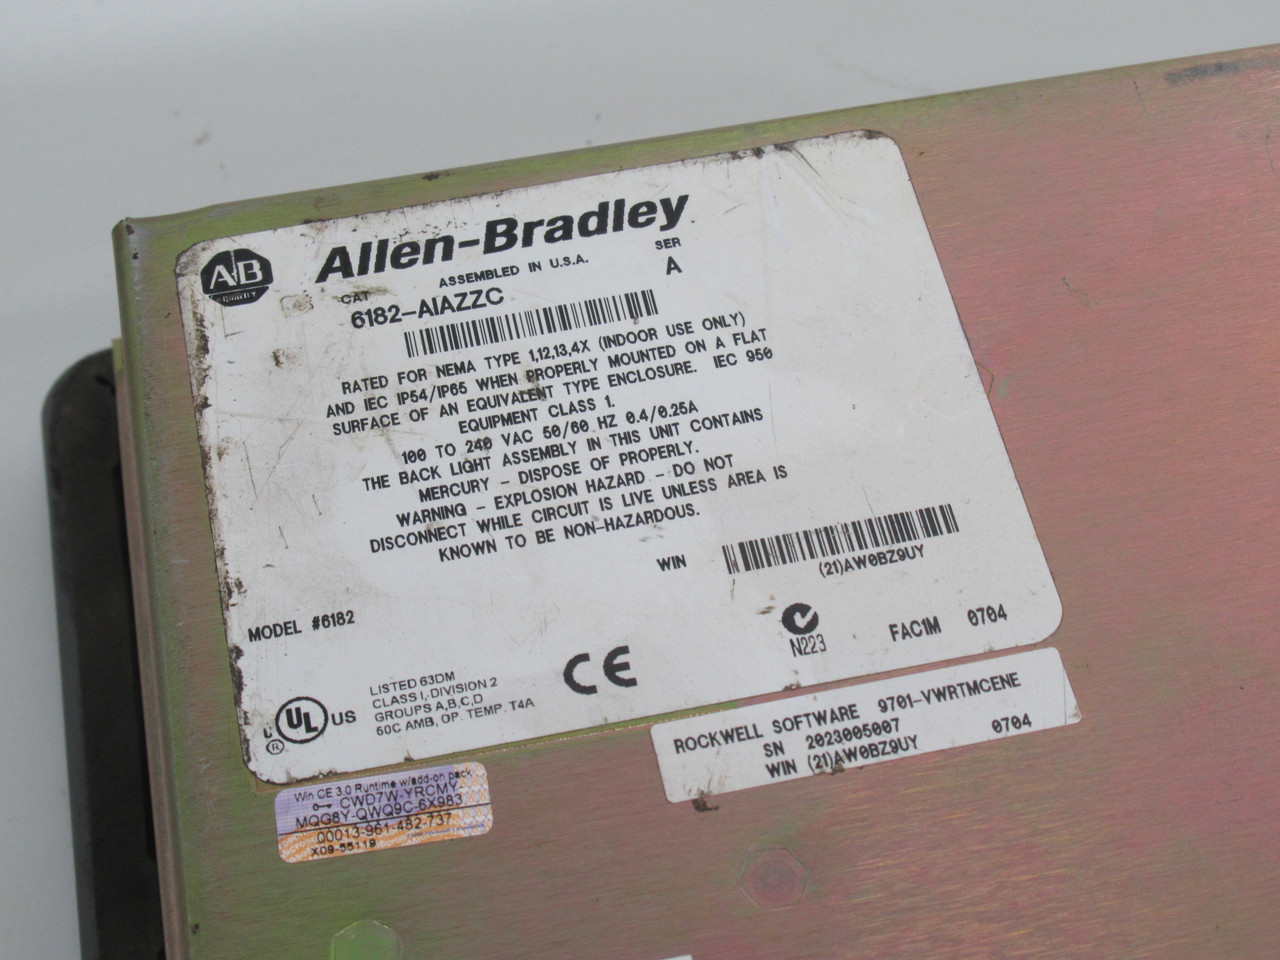 AB
QUALITY
Allen-Bradley
ASSEMBLED IN U.S.A.
CAT SER
6182-AIAZZC A
RATED FOR NEMA TYPE 1,12,13,4X (INDOOR USE ONLY)
AND IEC IP54/IP65 WHEN PROPERLY MOUNTED ON A FLAT
SURFACE OF AN EQUIVALENT TYPE ENCLOSURE. IEC 950
EQUIPMENT CLASS 1.
100 TO 240 VAC 50/60 HZ 0.4/0.25A
THE BACK LIGHT ASSEMBLY IN THIS UNIT CONTAINS
MERCURY - DISPOSE OF PROPERLY.
WARNING - EXPLOSION HAZARD - DO NOT
DISCONNECT WHILE CIRCUIT IS LIVE UNLESS AREA IS
KNOWN TO BE NON-HAZARDOUS.
WIN
(21)AW0BZ9UY
MODEL #6182
N223
FAC1M 0704
CE
UL US
®
LISTED 63DM
CLASS I, DIVISION 2
GROUPS A,B,C,D
50C AMB, OP. TEMP. T4A
ROCKWELL SOFTWARE 9701-VWRTMCENE
SN 2023005007 0704
WIN (21)AW0BZ9UY
Win CE 3.0 Runtime w/add-on pack
CWD7W-YRCMY
MQG8Y-QWQ9C-6X983
00013-961-482-737
X09-55119